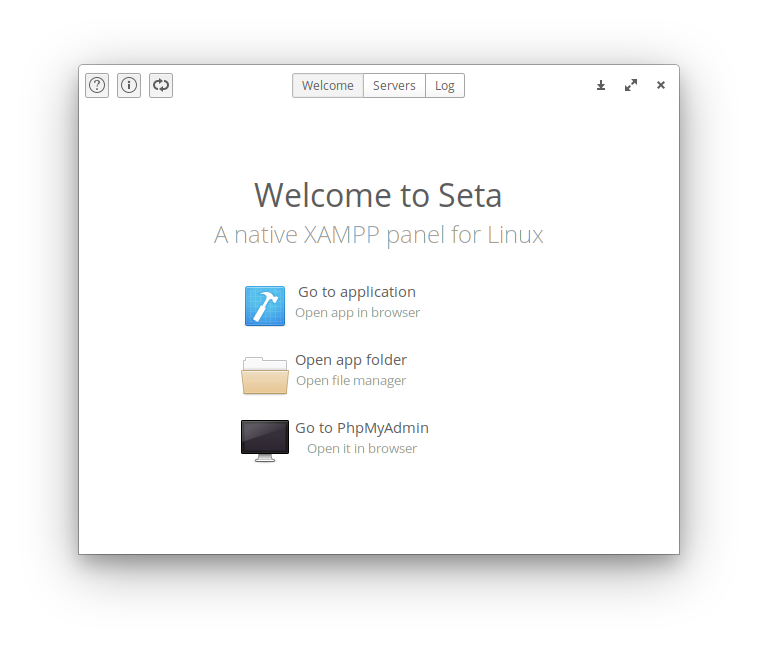 Welcome Servers Log
Welcome to Seta
A native XAMPP panel for Linux
Go to application
Open app in browser
Open app folder
Open file manager
Go to PhpMyAdmin
Open it in browser